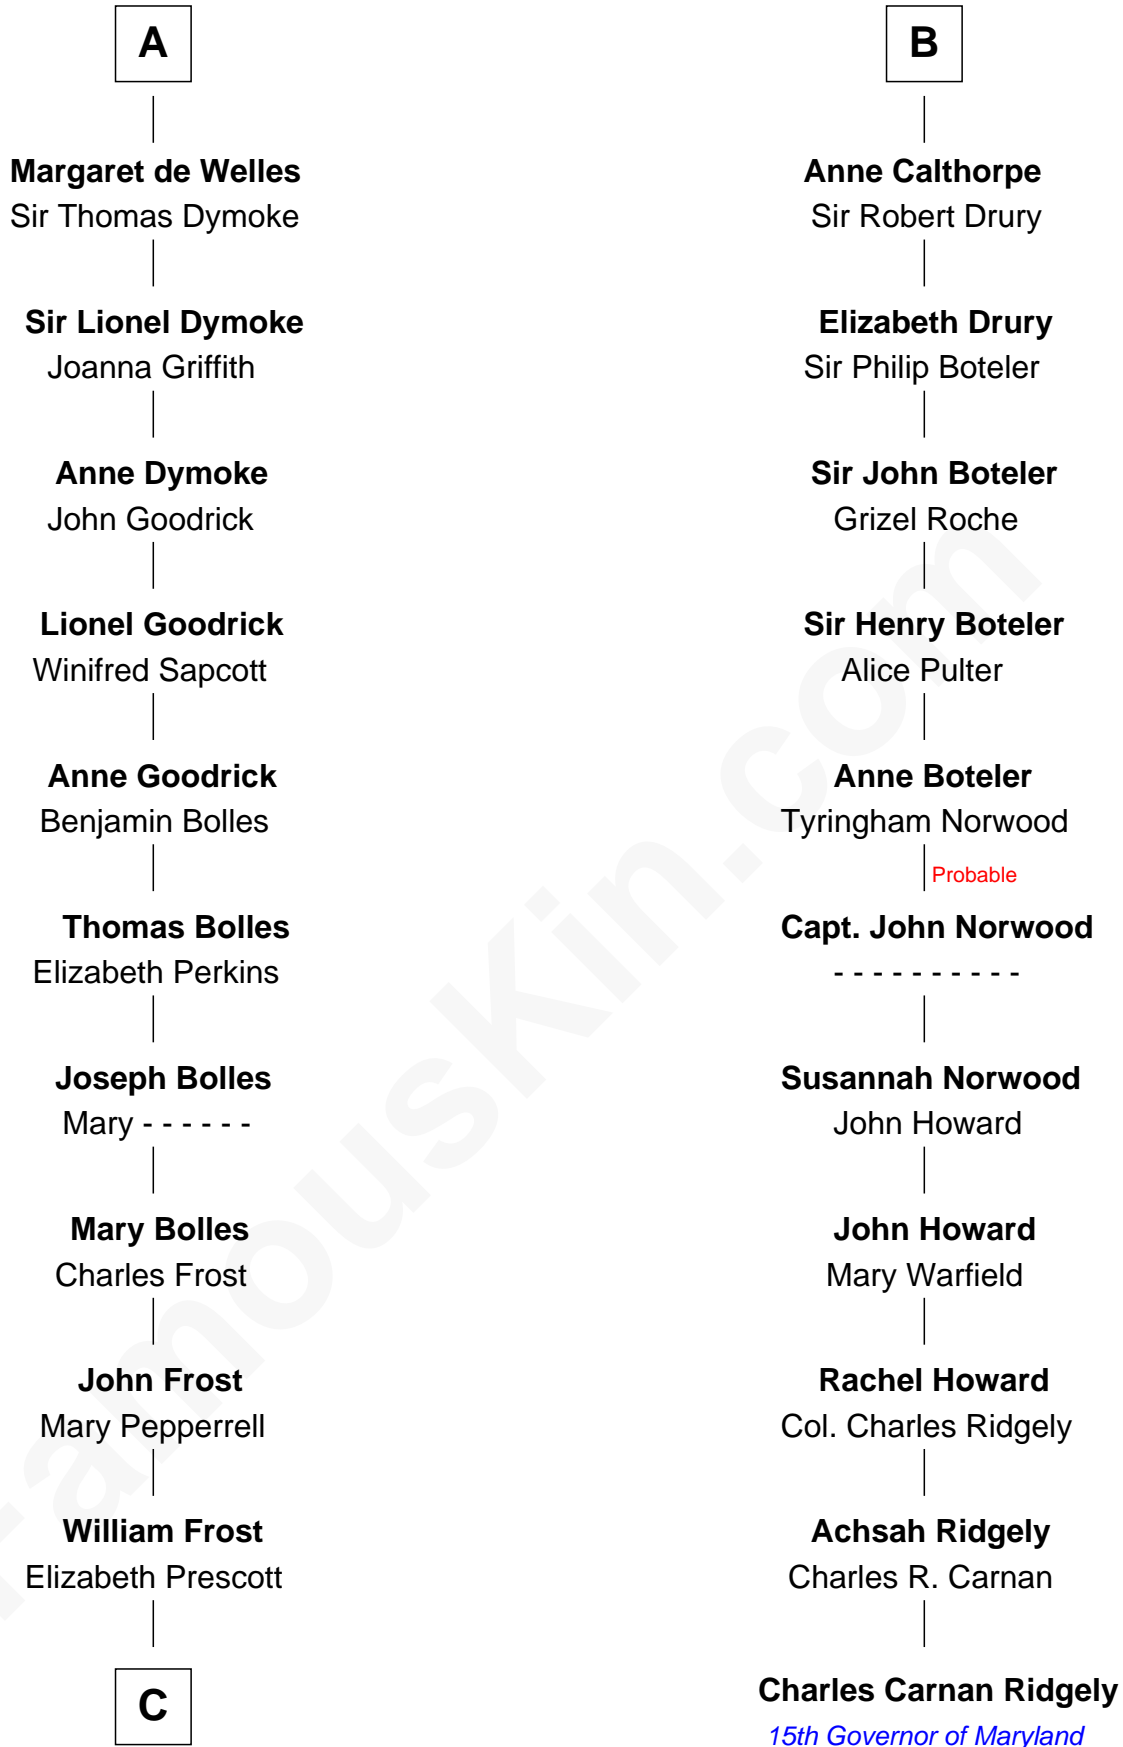 A
Margaret de Welles
Sir Thomas Dymoke
Sir Lionel Dymoke
Joanna Griffith
Anne Dymoke
John Goodrick
Lionel Goodrick
Winifred Sapcott
Anne Goodrick
Benjamin Bolles
Thomas Bolles
Elizabeth Perkins
Joseph Bolles
Mary - - - - - -
Mary Bolles
Charles Frost
John Frost
Mary Pepperrell
William Frost
Elizabeth Prescott
C
B
Anne Calthorpe
Sir Robert Drury
Elizabeth Drury
Sir Philip Boteler
Sir John Boteler
Grizel Roche
Sir Henry Boteler
Alice Pulter
Anne Boteler
Tyringham Norwood
Probable
Capt. John Norwood
- - - - - - - - - -
Susannah Norwood
John Howard
John Howard
Mary Warfield
Rachel Howard
Col. Charles Ridgely
Achsah Ridgely
Charles R. Carnan
Charles Carnan Ridgely
15th Governor of Maryland
FamousKin.com